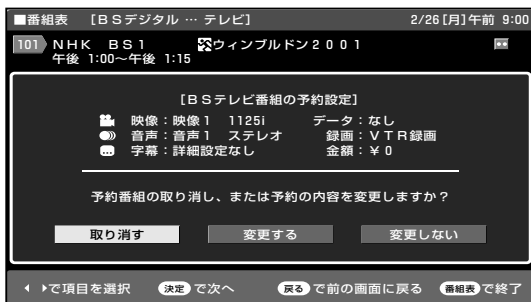 ■番組表 [BSデジタル … テレビ] 2/26[月]午前 9:00
101 NHK BS1 ウィンブルドン2001
午後 1:00～午後 1:15
[BSテレビ番組の予約設定]
映像：映像1 1125i データ：なし
音声：音声1 ステレオ 録画：VTR録画
字幕：詳細設定なし 金額：¥0
予約番組の取り消し、または予約の内容を変更しますか？
取り消す 変更する 変更しない
で項目を選択 決定 で次へ 戻る で前の画面に戻る 番組表 で終了